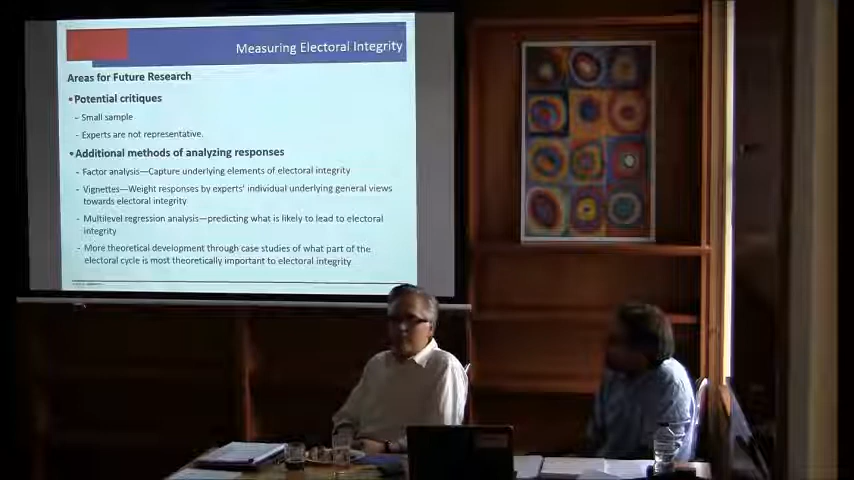 Measuring Electoral Integrity
Areas for Future Research
•Potential critiques
- Small sample
- Experts are not representative.
•Additional methods of analyzing responses
- Factor analysis—Capture underlying elements of electoral integrity
- Vignettes—Weight responses by experts' individual underlying general views
towards electoral integrity
- Multilevel regression analysis—predicting what is likely to lead to electoral
integrity
- More theoretical development through case studies of what part of the
electoral cycle is most theoretically important to electoral integrity